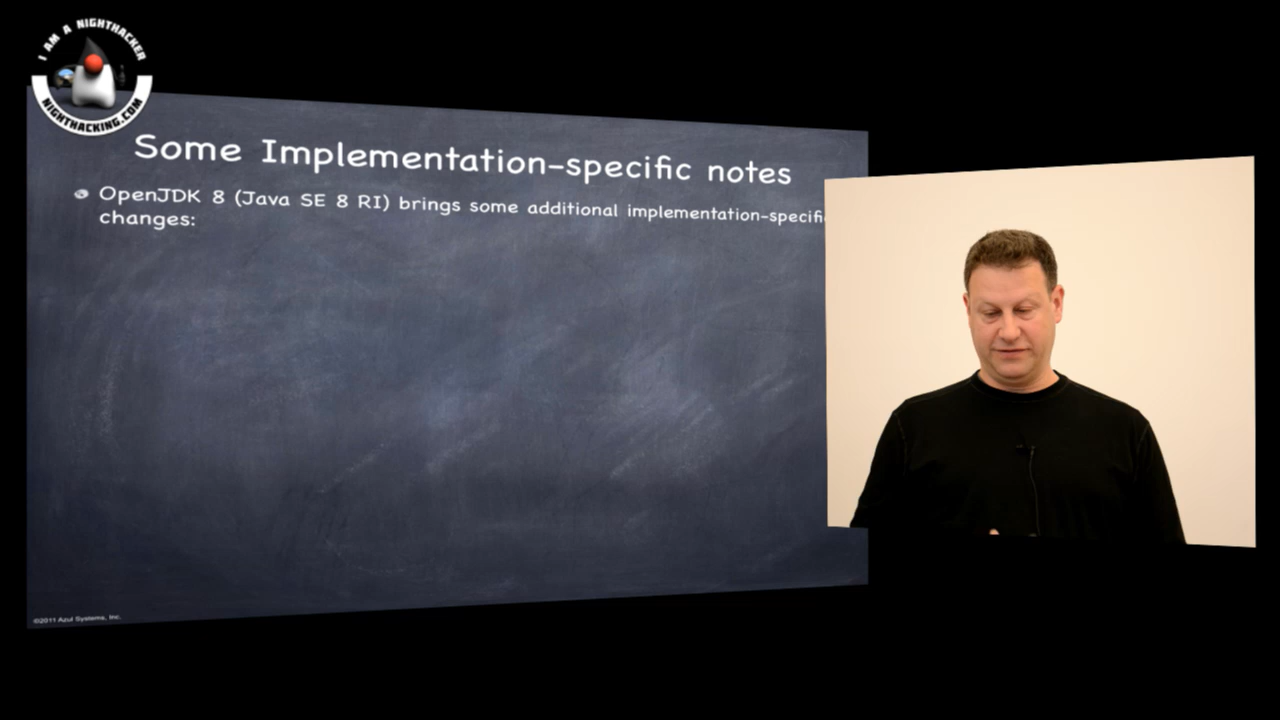 I AM A NIGHTHACKER
NIGHTHACKING.COM
Some Implementation-specific notes
OpenJDK 8 (Java SE 8 RI) brings some additional implementation-specific
changes:
©2011 Azul Systems, Inc.